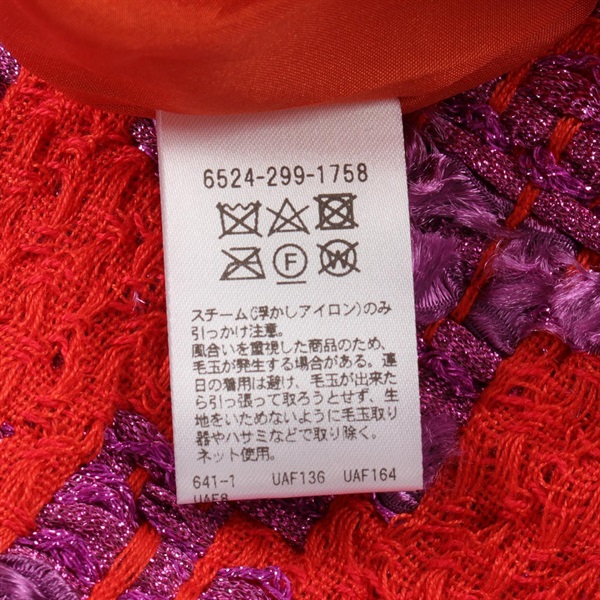 6524-299-1758
F W
スチーム(浮かしアイロン)のみ
引っかけ注意。
風合いを重視した商品のため、
毛玉が発生する場合がある。連
日の着用は避け、毛玉が出来た
ら引っ張って取ろうとせず、生
地をいためないように毛玉取り
器やハサミなどで取り除く。
ネット使用。
641-1 UAF136 UAF164
UAF8